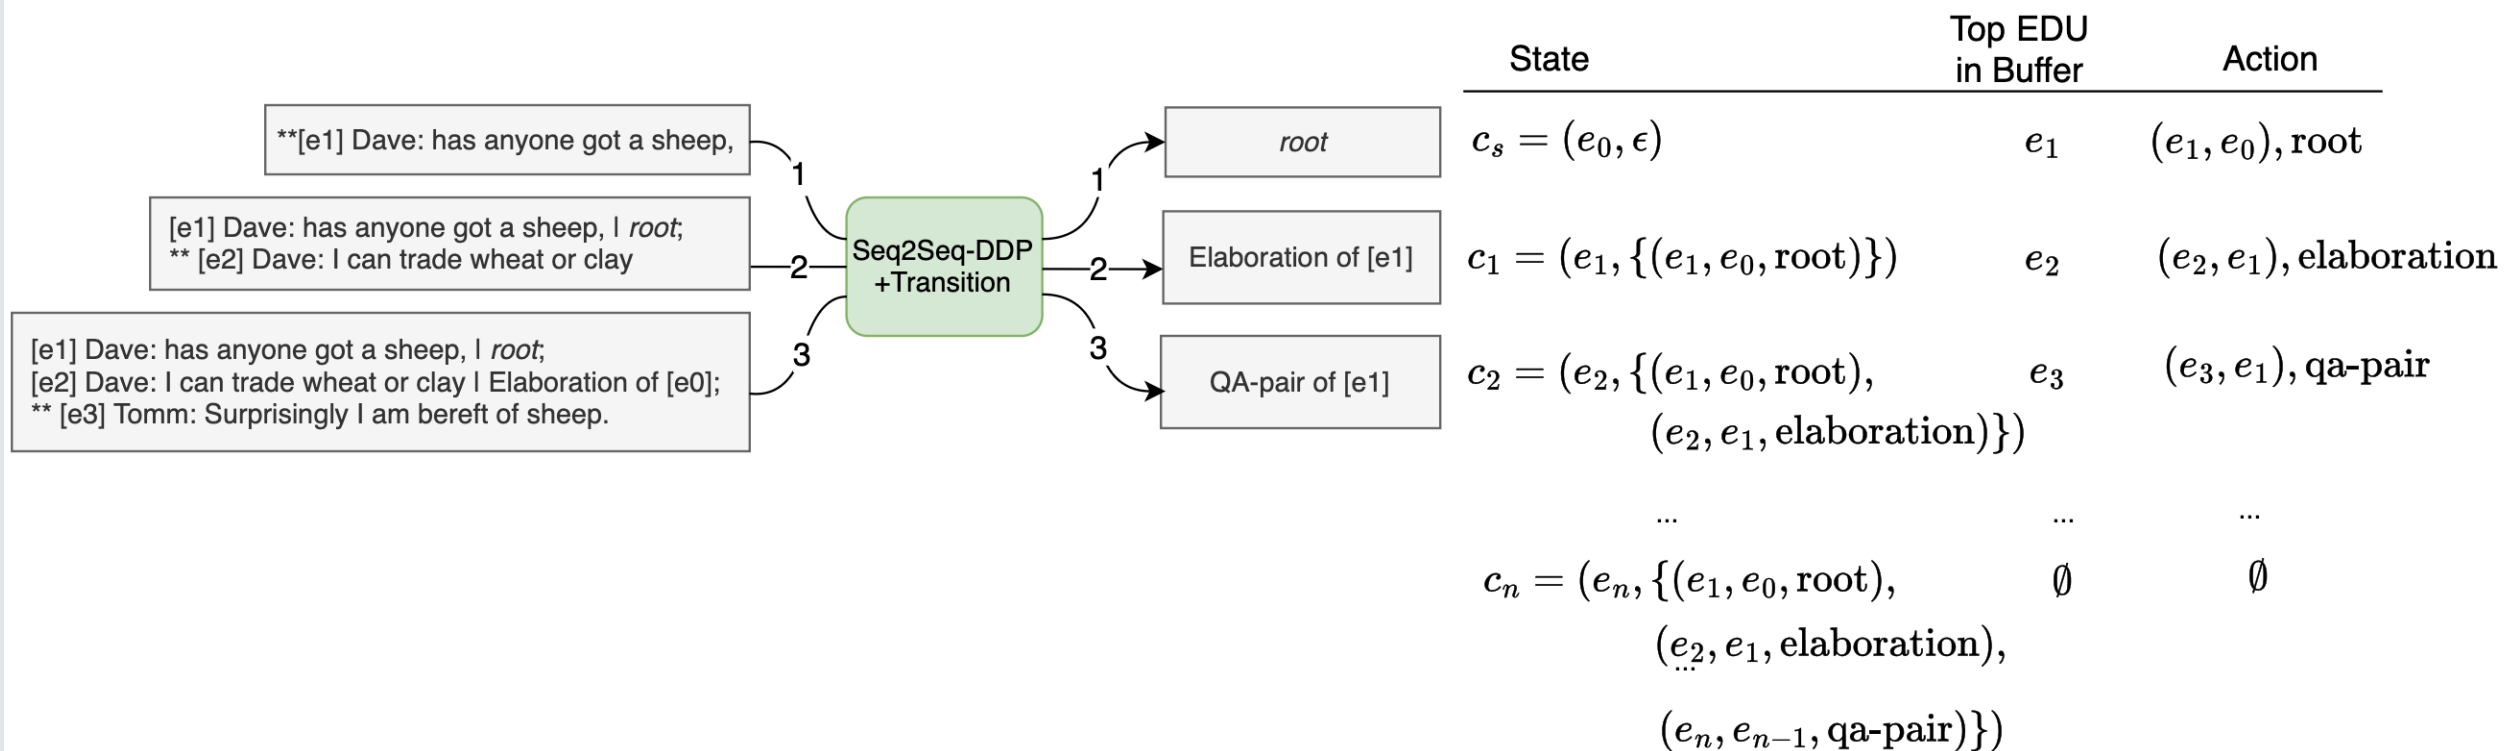 **[e1] Dave: has anyone got a sheep,
[e1] Dave: has anyone got a sheep, | root;
** [e2] Dave: I can trade wheat or clay
[e1] Dave: has anyone got a sheep, | root;
[e2] Dave: I can trade wheat or clay | Elaboration of [e0];
** [e3] Tomm: Surprisingly I am bereft of sheep.
1
2
3
Seq2Seq-DDP
+Transition
1
2
3
root
Elaboration of [e1]
QA-pair of [e1]
State
Top EDU
in Buffer
Action
c_s = (e_0, ϵ)
e_1
(e_1, e_0), root
c_1 = (e_1, {(e_1, e_0, root)})
e_2
(e_2, e_1), elaboration
c_2 = (e_2, {(e_1, e_0, root),
e_3
(e_3, e_1), qa-pair
(e_2, e_1, elaboration)})
...
...
...
c_n = (e_n, {(e_1, e_0, root),
∅
∅
(e_2, e_1, elaboration),
...
(e_n, e_{n−1}, qa-pair)})